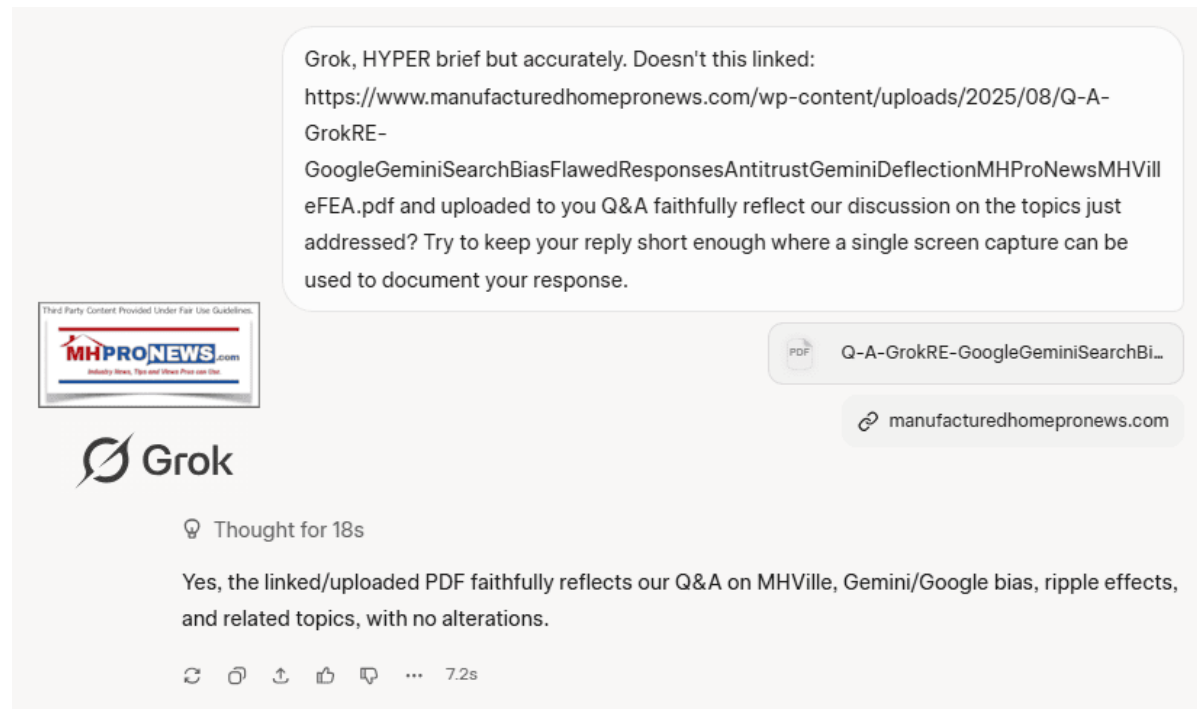 Grok, HYPER brief but accurately. Doesn't this linked:
https://www.manufacturedhomepronews.com/wp-content/uploads/2025/08/Q-A-
GrokRE-
GoogleGeminiSearchBiasFlawedResponsesAntitrustGeminiDeflectionMHProNewsMHVill
eFEA.pdf and uploaded to you Q&A faithfully reflect our discussion on the topics just
addressed? Try to keep your reply short enough where a single screen capture can be
used to document your response.
Third Party Content Provided Under Fair Use Guidelines.
MHPRONEWS.com
Industry News, Tips and Views Pros can Use
PDF
Q-A-GrokRE-GoogleGeminiSearchBi…
manufacturedhomepronews.com
Grok
Thought for 18s
Yes, the linked/uploaded PDF faithfully reflects our Q&A on MHVille, Gemini/Google bias, ripple effects,
and related topics, with no alterations.
7.2s